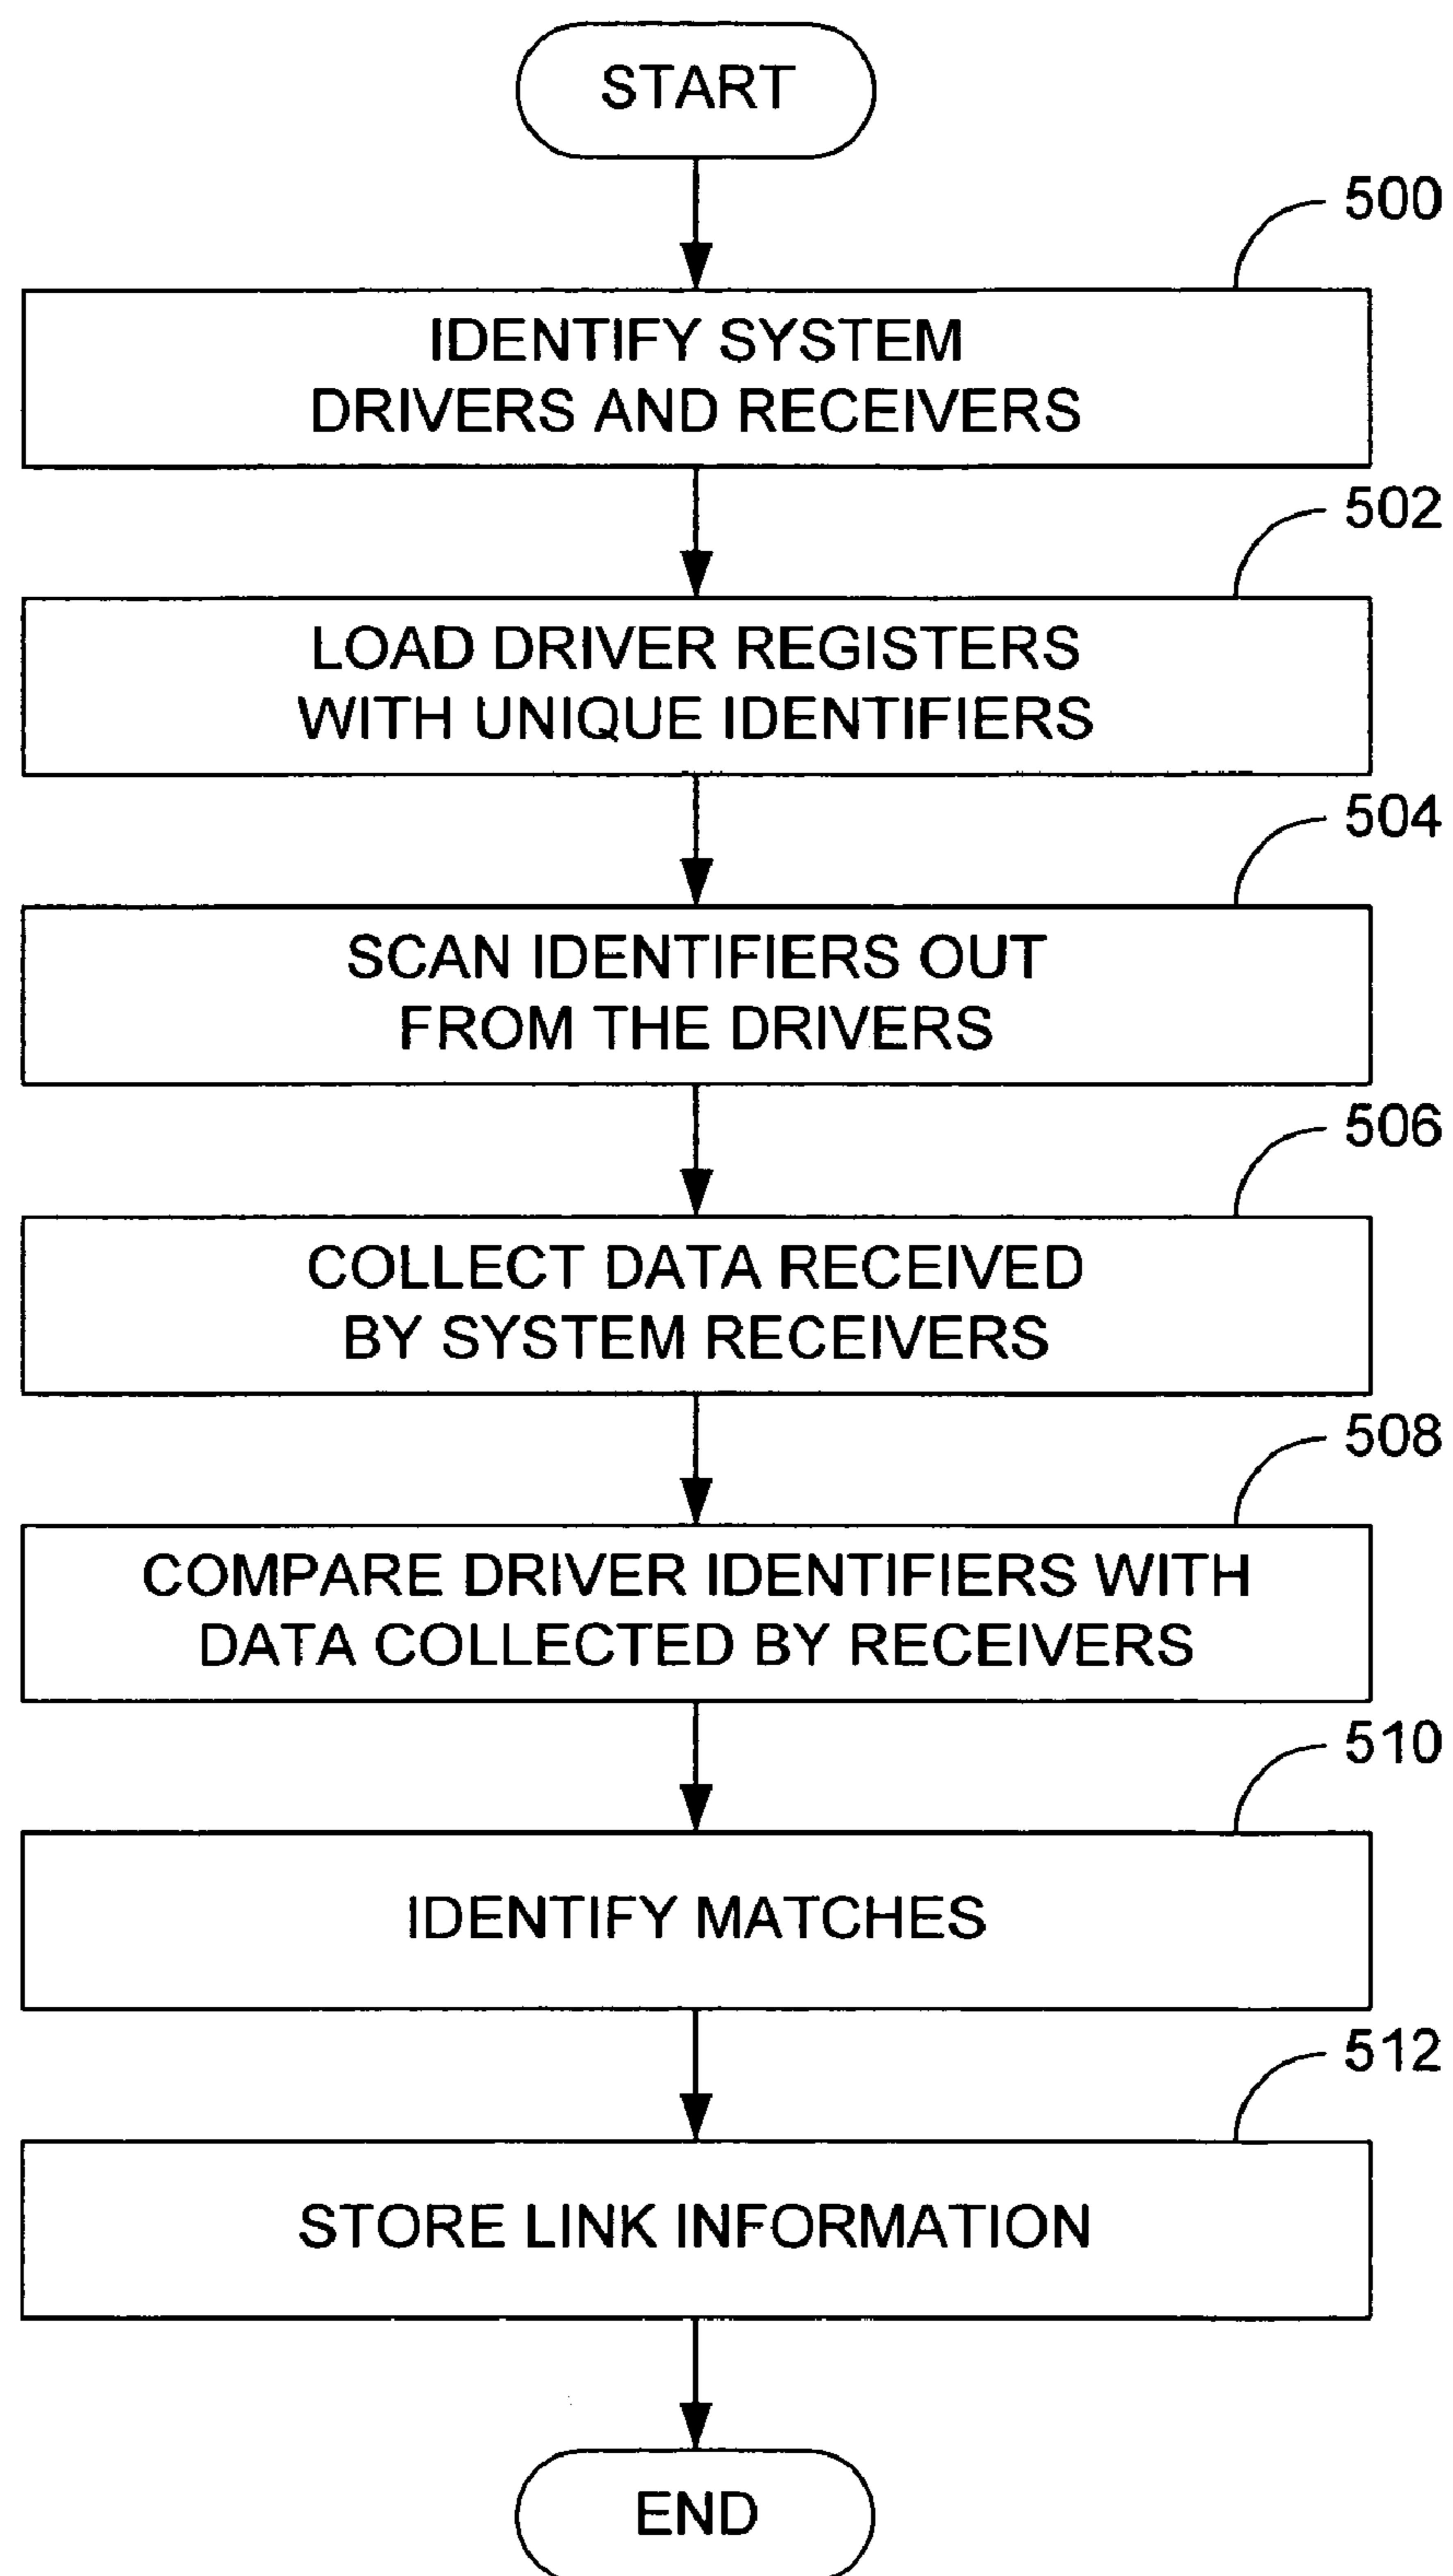 START
500
IDENTIFY SYSTEM
DRIVERS AND RECEIVERS
502
LOAD DRIVER REGISTERS
WITH UNIQUE IDENTIFIERS
504
SCAN IDENTIFIERS OUT
FROM THE DRIVERS
506
COLLECT DATA RECEIVED
BY SYSTEM RECEIVERS
508
COMPARE DRIVER IDENTIFIERS WITH
DATA COLLECTED BY RECEIVERS
510
IDENTIFY MATCHES
512
STORE LINK INFORMATION
END